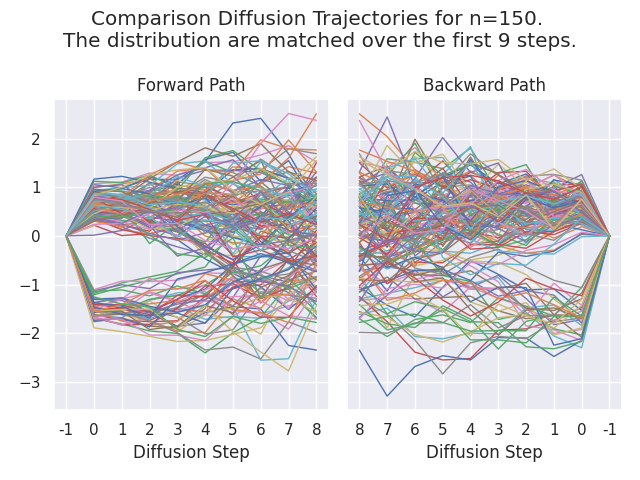 Comparison Diffusion Trajectories for n=150.
The distribution are matched over the first 9 steps.
Forward Path
Backward Path
2
1
0
−1
−2
−3
-1 0 1 2 3 4 5 6 7 8
8 7 6 5 4 3 2 1 0 -1
Diffusion Step
Diffusion Step